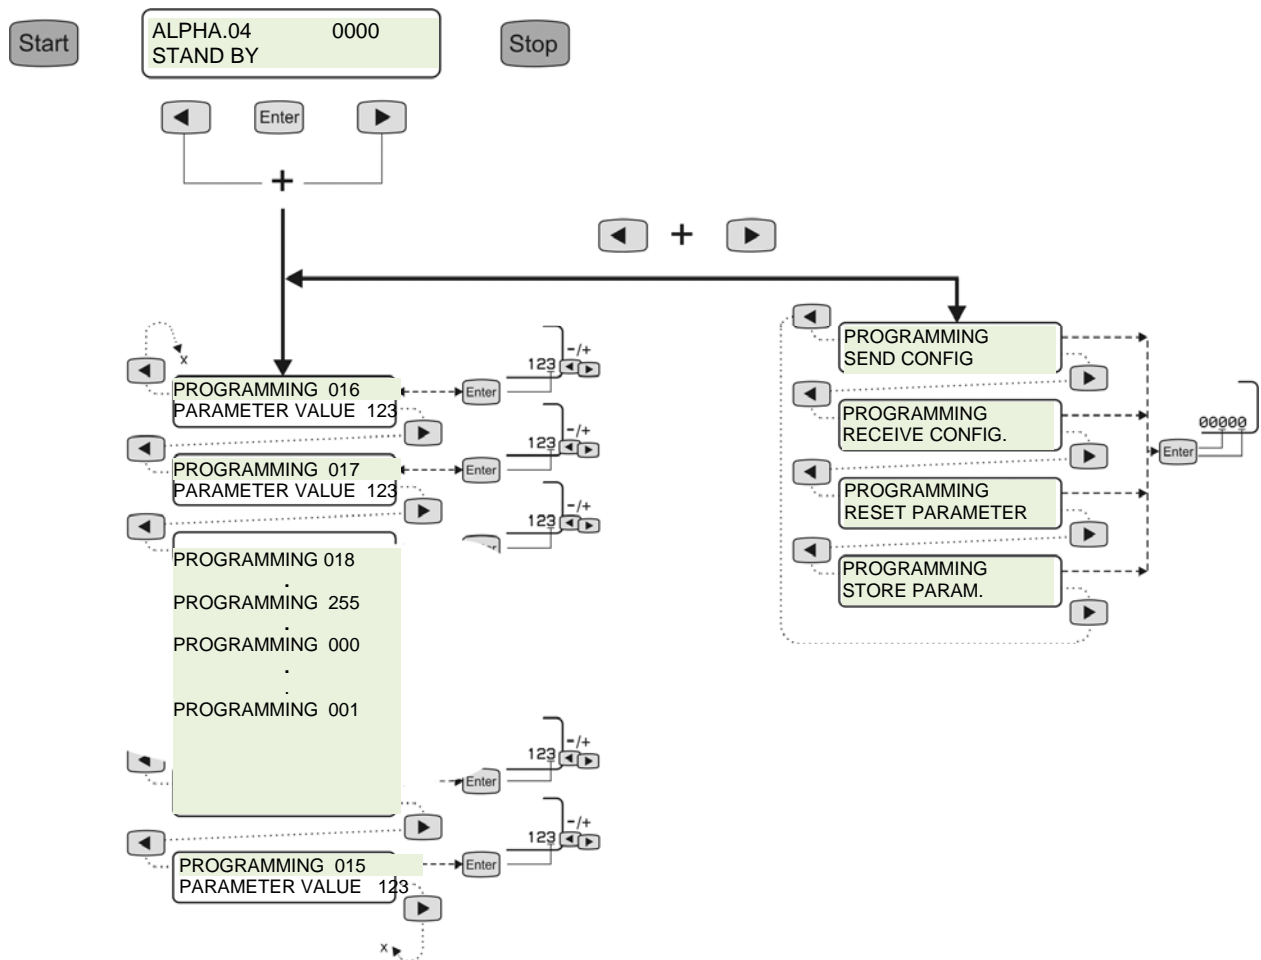 Start
ALPHA.04 0000
STAND BY
Stop
Enter
+
+
x
PROGRAMMING 016
PARAMETER VALUE 123
Enter
123
-/+
PROGRAMMING 017
PARAMETER VALUE 123
Enter
123
-/+
PROGRAMMING 018
.
PROGRAMMING 255
.
PROGRAMMING 000
.
.
PROGRAMMING 001
123
-/+
Enter
123
-/+
PROGRAMMING 015
PARAMETER VALUE 123
Enter
123
-/+
x
PROGRAMMING
SEND CONFIG
PROGRAMMING
RECEIVE CONFIG.
PROGRAMMING
RESET PARAMETER
PROGRAMMING
STORE PARAM.
Enter
00000